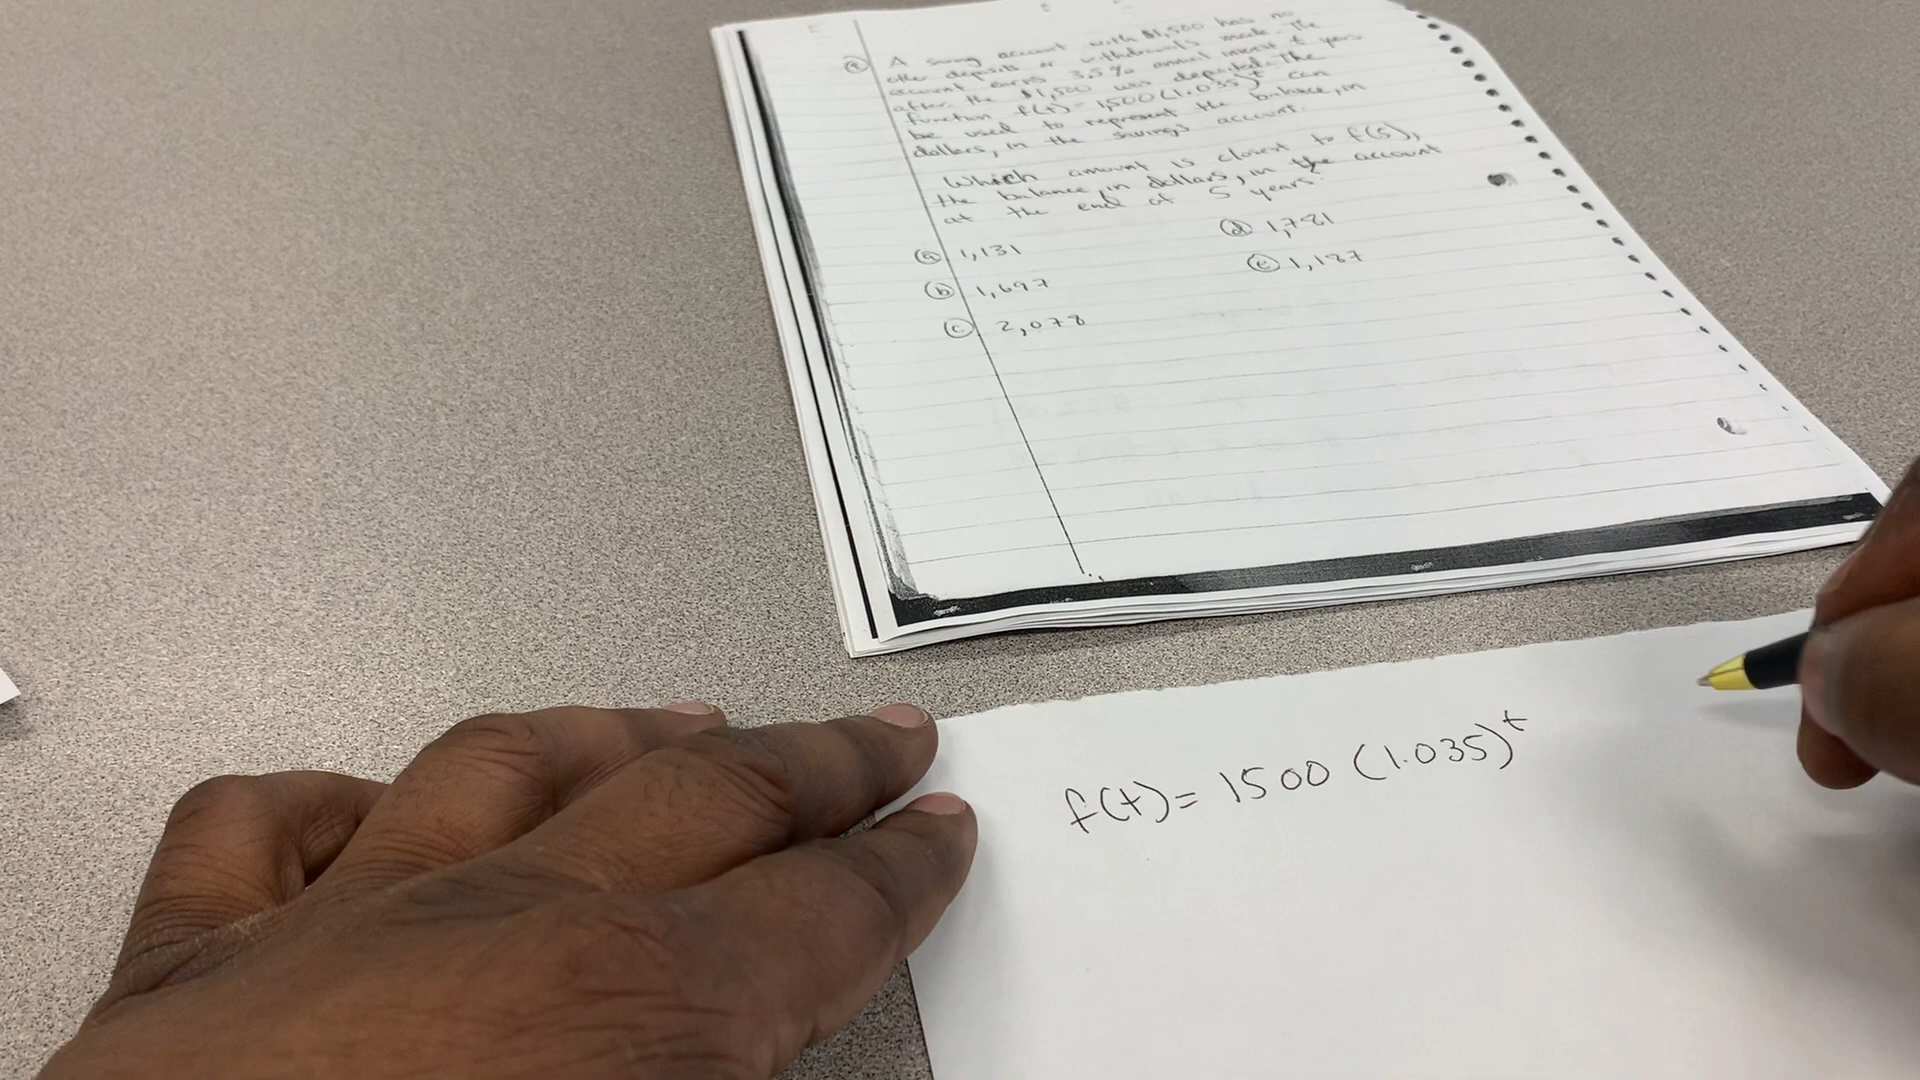 A saving account with $1,500 has no
other deposits or withdrawals made. The
account earns 3.5% annual interest t years
after the $1,500 was deposited. The
function f(t) = 1,500 (1.035)^t can
be used to represent the balance, in
dollars, in the savings account.
Which amount is closest to f(5),
the balance, in dollars, in the account
at the end of 5 years.
(a) 1,131
(b) 1,697
(c) 2,078
(d) 1,781
(e) 1,187
f(t) = 1500 (1.035)^t